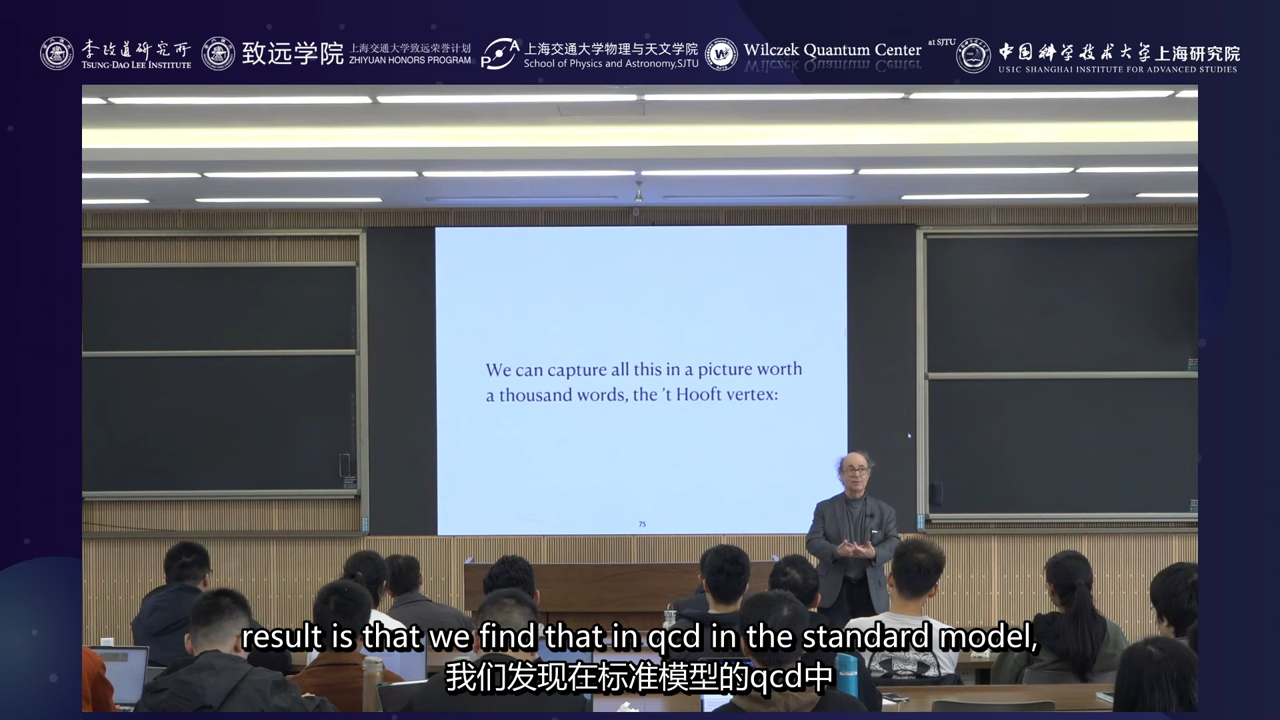 李政道研究所
TSUNG-DAO LEE INSTITUTE
致远学院
上海交通大学致远荣誉计划
ZHIYUAN HONORS PROGRAM
上海交通大学物理与天文学院
School of Physics and Astronomy,SJTU
Wilczek Quantum Center at SJTU
中国科学技术大学上海研究院
USTC SHANGHAI INSTITUTE FOR ADVANCED STUDIES
We can capture all this in a picture worth
a thousand words, the 't Hooft vertex:
75
result is that we find that in qcd in the standard model,
我们发现在标准模型的qcd中